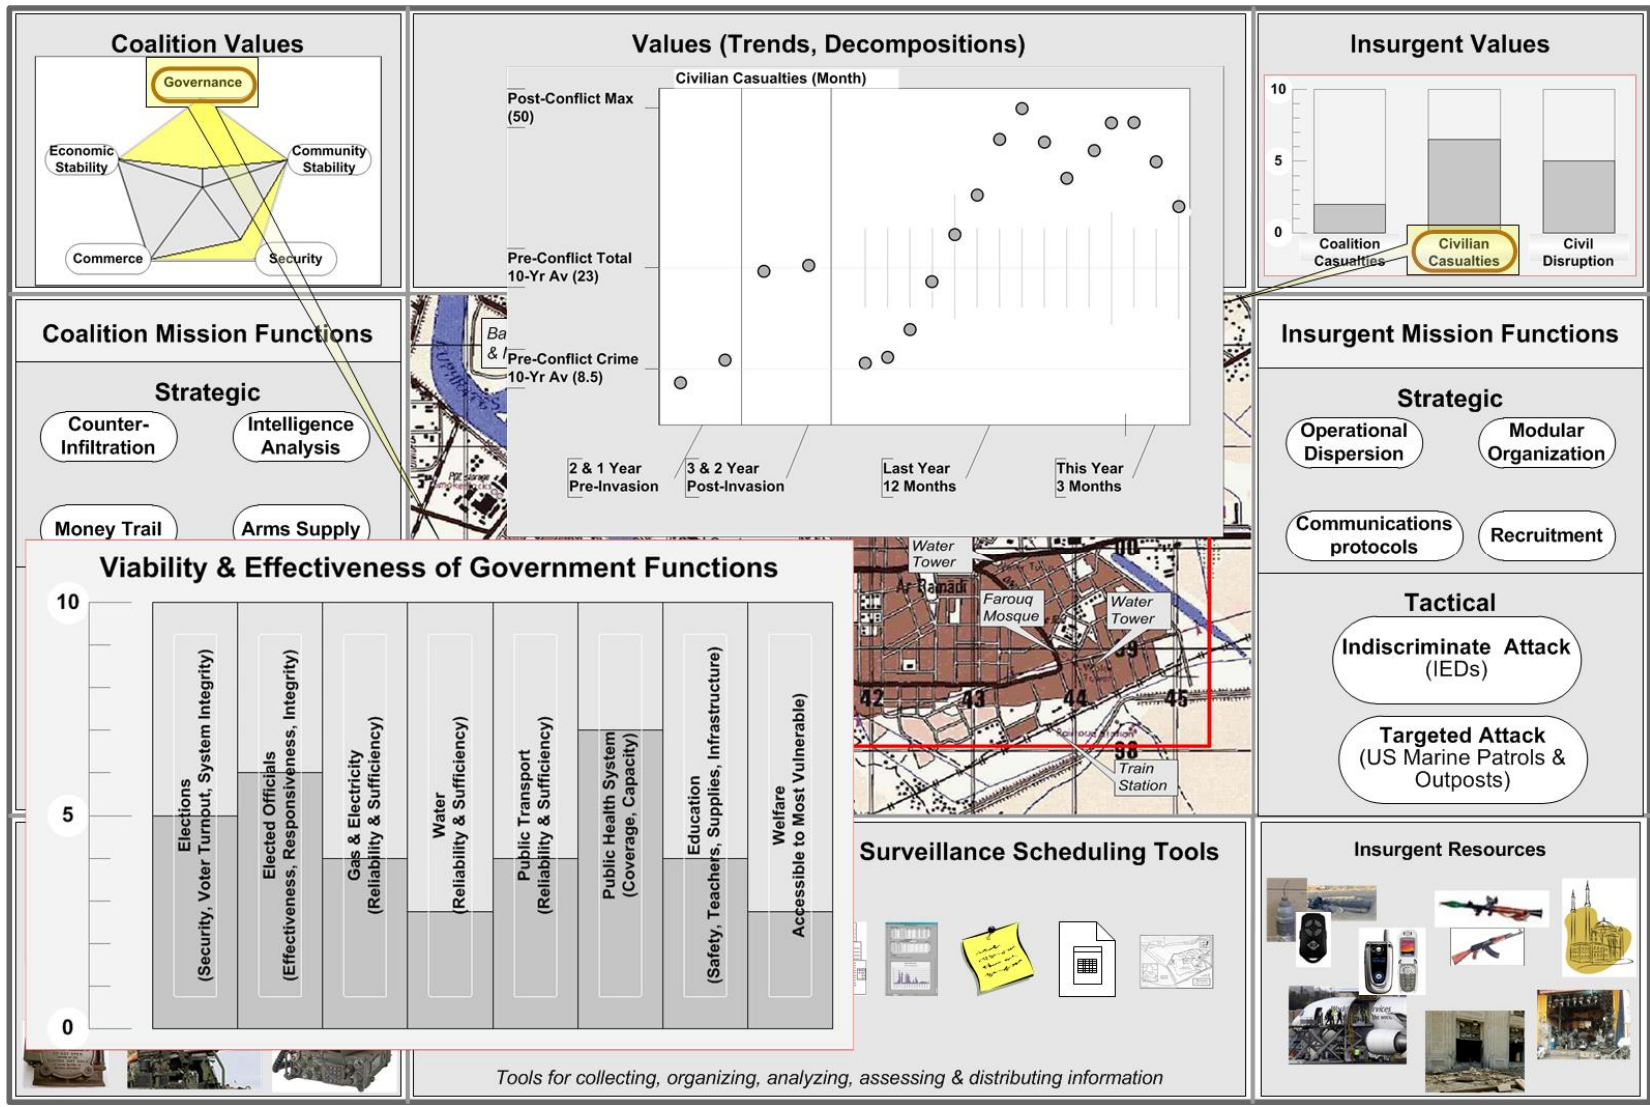 Coalition Values
Governance
Economic
Stability
Community
Stability
Commerce
Security
Values (Trends, Decompositions)
Civilian Casualties (Month)
Post-Conflict Max
(50)
Pre-Conflict Total
10-Yr Av (23)
Pre-Conflict Crime
10-Yr Av (8.5)
2 & 1 Year
Pre-Invasion
3 & 2 Year
Post-Invasion
Last Year
12 Months
This Year
3 Months
Insurgent Values
10
5
0
Coalition
Casualties
Civilian
Casualties
Civil
Disruption
Coalition Mission Functions
Strategic
Counter-
Infiltration
Intelligence
Analysis
Money Trail
Arms Supply
Ba
&
Water
Tower
Ar Ramadi
Farouq
Mosque
Water
Tower
99
42
43
44
45
98
Train
Station
Insurgent Mission Functions
Strategic
Operational
Dispersion
Modular
Organization
Communications
protocols
Recruitment
Tactical
Indiscriminate Attack
(IEDs)
Targeted Attack
(US Marine Patrols &
Outposts)
Viability & Effectiveness of Government Functions
10
5
0
Elections
(Security, Voter Turnout, System Integrity)
Elected Officials
(Effectiveness, Responsiveness, Integrity)
Gas & Electricity
(Reliability & Sufficiency)
Water
(Reliability & Sufficiency)
Public Transport
(Reliability & Sufficiency)
Public Health System
(Coverage, Capacity)
Education
(Safety, Teachers, Supplies, Infrastructure)
Welfare
Accessible to Most Vulnerable)
Surveillance Scheduling Tools
Tools for collecting, organizing, analyzing, assessing & distributing information
Insurgent Resources